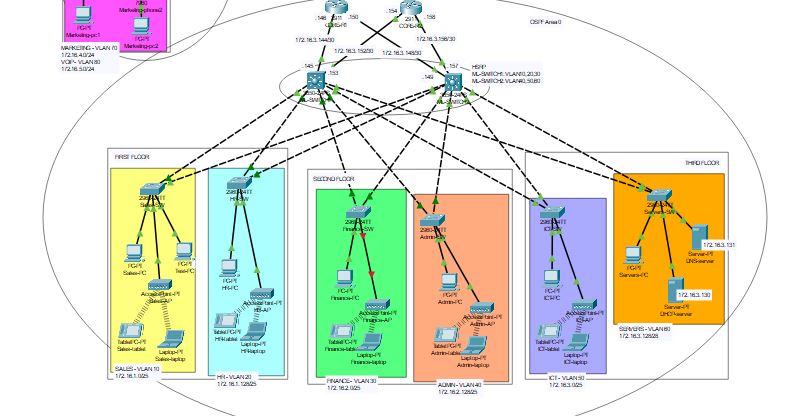 7960
Marketing-phone2
PC-PT
Marketing-pc1
PC-PT
Marketing-pc2
MARKETING - VLAN 70
172.16.4.0/24
VOIP - VLAN 80
172.16.5.0/24
.146
2911
.150
.154
2911
.158
OSPF Area 0
172.16.3.144/30
172.16.3.152/30
172.16.3.148/30
172.16.3.156/30
.145
.153
.149
.157
HSRP
ML-SWITCH1:VLAN10,20,30
ML-SWITCH2:VLAN40,50,60
FIRST FLOOR
SECOND FLOOR
THIRD FLOOR
2960-24TT
Sales-SW
2960-24TT
HR-SW
2960-24TT
Finance-SW
2960-24TT
Admin-SW
2960-24TT
ICT-SW
2960-24TT
Servers-SW
PC-PT
Sales-PC
PC-PT
Test-PC
PC-PT
HR-PC
PC-PT
Finance-PC
PC-PT
Admin-PC
PC-PT
ICT-PC
PC-PT
Servers-PC
Server-PT
DNS-server
172.16.3.131
172.16.3.130
Server-PT
DHCP-server
AccessPoint-PT
Sales-AP
AccessPoint-PT
HR-AP
AccessPoint-PT
Finance-AP
AccessPoint-PT
Admin-AP
AccessPoint-PT
ICT-AP
TabletPC-PT
Sales-tablet
Laptop-PT
Sales-laptop
TabletPC-PT
HR-tablet
Laptop-PT
HR-laptop
TabletPC-PT
Finance-tablet
Laptop-PT
Finance-laptop
TabletPC-PT
Admin-tablet
Laptop-PT
Admin-laptop
TabletPC-PT
ICT-tablet
Laptop-PT
ICT-laptop
SALES - VLAN 10
172.16.1.0/25
HR - VLAN 20
172.16.1.128/25
FINANCE - VLAN 30
172.16.2.0/25
ADMIN - VLAN 40
172.16.2.128/25
ICT - VLAN 50
172.16.3.0/25
SERVERS - VLAN 60
172.16.3.128/28